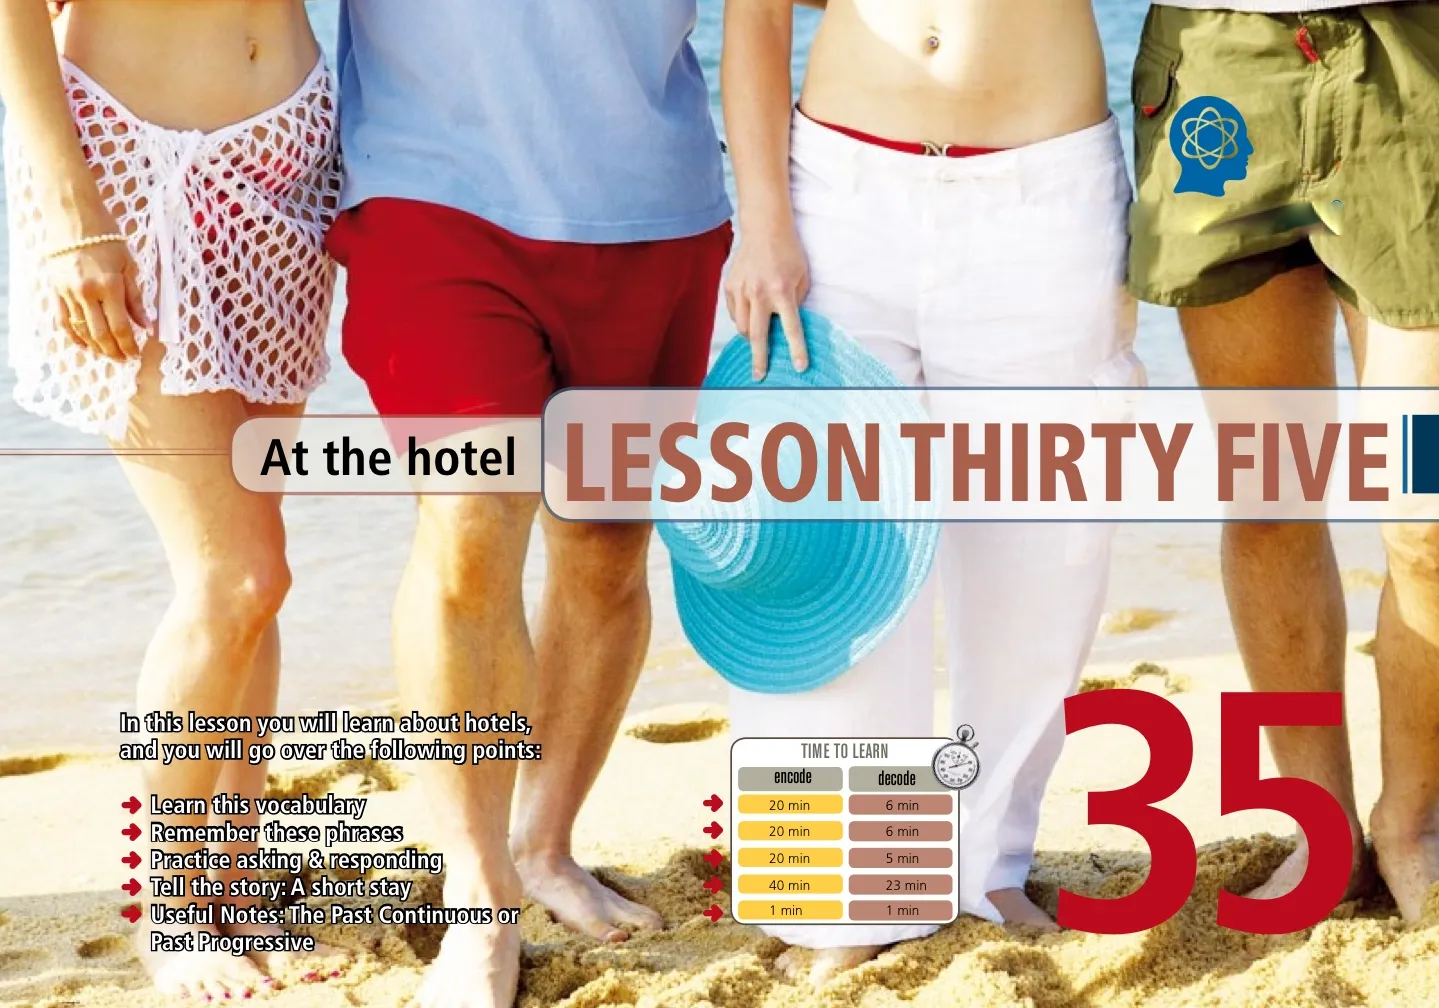 At the hotel
LESSON THIRTY FIVE
In this lesson you will learn about hotels,
and you will go over the following points:
Learn this vocabulary
Remember these phrases
Practice asking & responding
Tell the story: A short stay
Useful Notes: The Past Continuous or
Past Progressive
TIME TO LEARN
encode decode
20 min 6 min
20 min 6 min
20 min 5 min
40 min 23 min
1 min 1 min
35